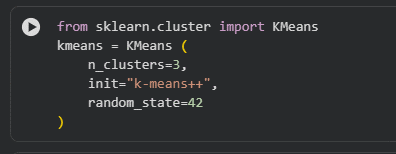 from sklearn.cluster import KMeans
kmeans = KMeans (
    n_clusters=3,
    init="k-means++",
    random_state=42
)